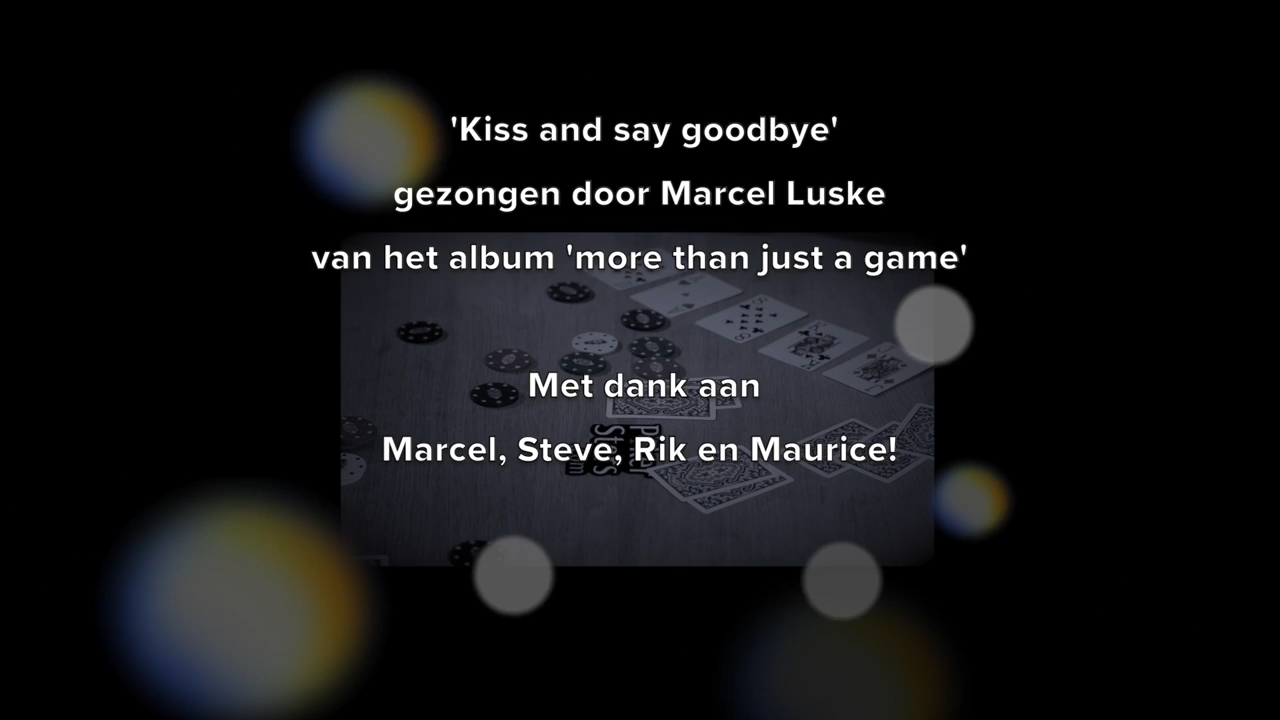 'Kiss and say goodbye'
gezongen door Marcel Luske
van het album 'more than just a game'
Met dank aan
Marcel, Steve, Rik en Maurice!